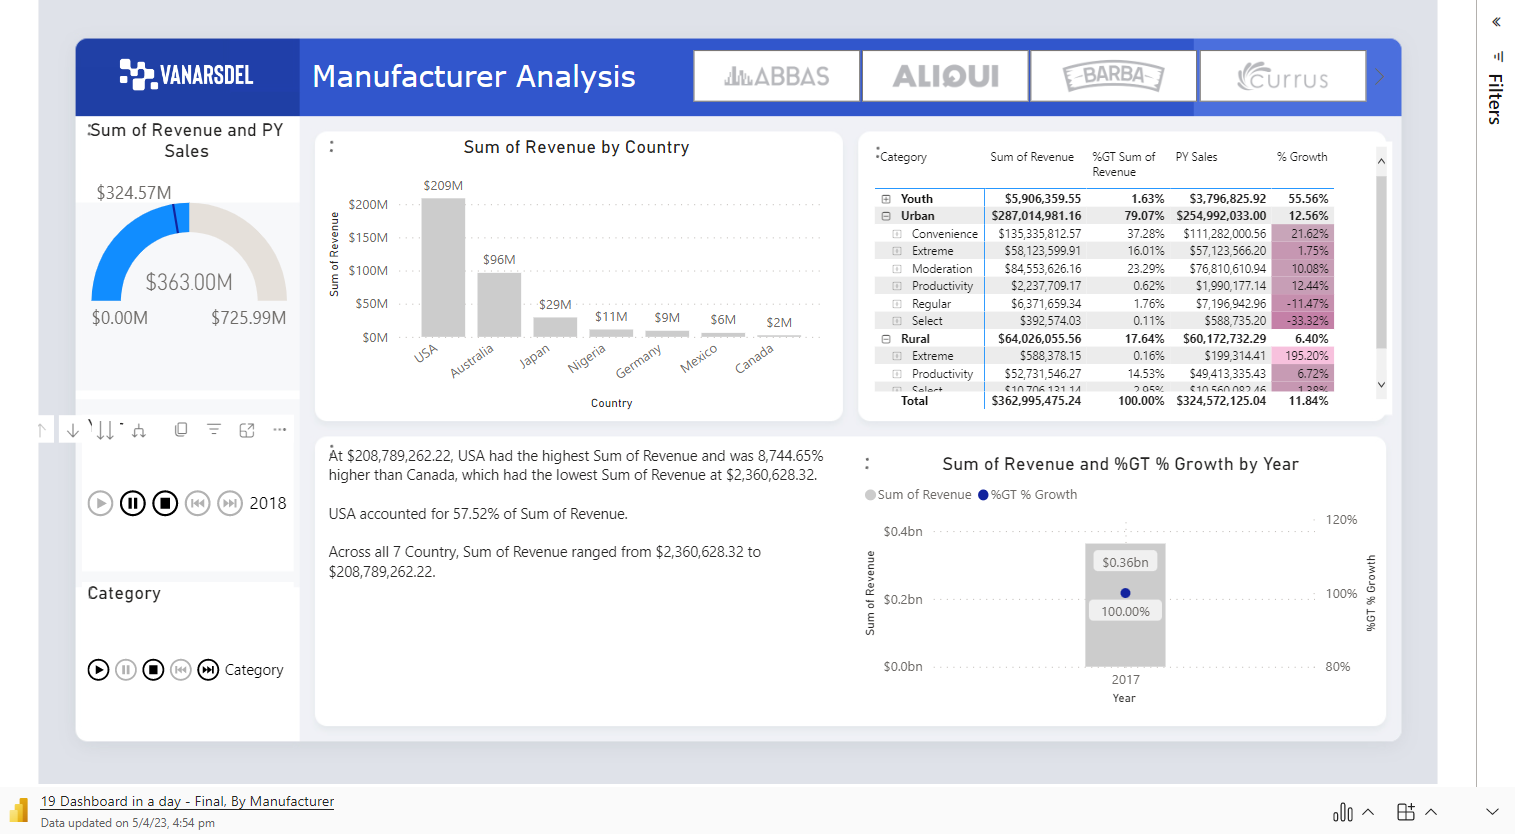 VANARSDEL
Manufacturer Analysis
ABBAS
ALIQUI
BARBA
Currus
Filters
Sum of Revenue and PY
Sales
$324.57M
$363.00M
$0.00M
$725.99M
2018
Category
Category
Sum of Revenue by Country
Sum of Revenue
$200M
$150M
$100M
$50M
$0M
$209M
$96M
$29M
$11M
$9M
$6M
$2M
USA
Australia
Japan
Nigeria
Germany
Mexico
Canada
Country
Category Sum of Revenue %GT Sum of PY Sales % Growth
Revenue
Youth $5,906,359.55 1.63% $3,796,825.92 55.56%
Urban $287,014,981.16 79.07% $254,992,033.00 12.56%
Convenience $135,335,812.57 37.28% $111,282,000.56 21.62%
Extreme $58,123,599.91 16.01% $57,123,566.20 1.75%
Moderation $84,553,626.16 23.29% $76,810,610.94 10.08%
Productivity $2,237,709.17 0.62% $1,990,177.14 12.44%
Regular $6,371,659.34 1.76% $7,196,942.96 -11.47%
Select $392,574.03 0.11% $588,735.20 -33.32%
Rural $64,026,055.56 17.64% $60,172,732.29 6.40%
Extreme $588,378.15 0.16% $199,314.41 195.20%
Productivity $52,731,546.27 14.53% $49,413,335.43 6.72%
Select $10,706,131.14 2.95% $10,560,082.46 1.38%
Total $362,995,475.24 100.00% $324,572,125.04 11.84%
At $208,789,262.22, USA had the highest Sum of Revenue and was 8,744.65%
higher than Canada, which had the lowest Sum of Revenue at $2,360,628.32.
USA accounted for 57.52% of Sum of Revenue.
Across all 7 Country, Sum of Revenue ranged from $2,360,628.32 to
$208,789,262.22.
Sum of Revenue and %GT % Growth by Year
Sum of Revenue %GT % Growth
Sum of Revenue
$0.4bn
$0.2bn
$0.0bn
$0.36bn
100.00%
120%
100%
80%
%GT % Growth
2017
Year
19 Dashboard in a day - Final, By Manufacturer
Data updated on 5/4/23, 4:54 pm